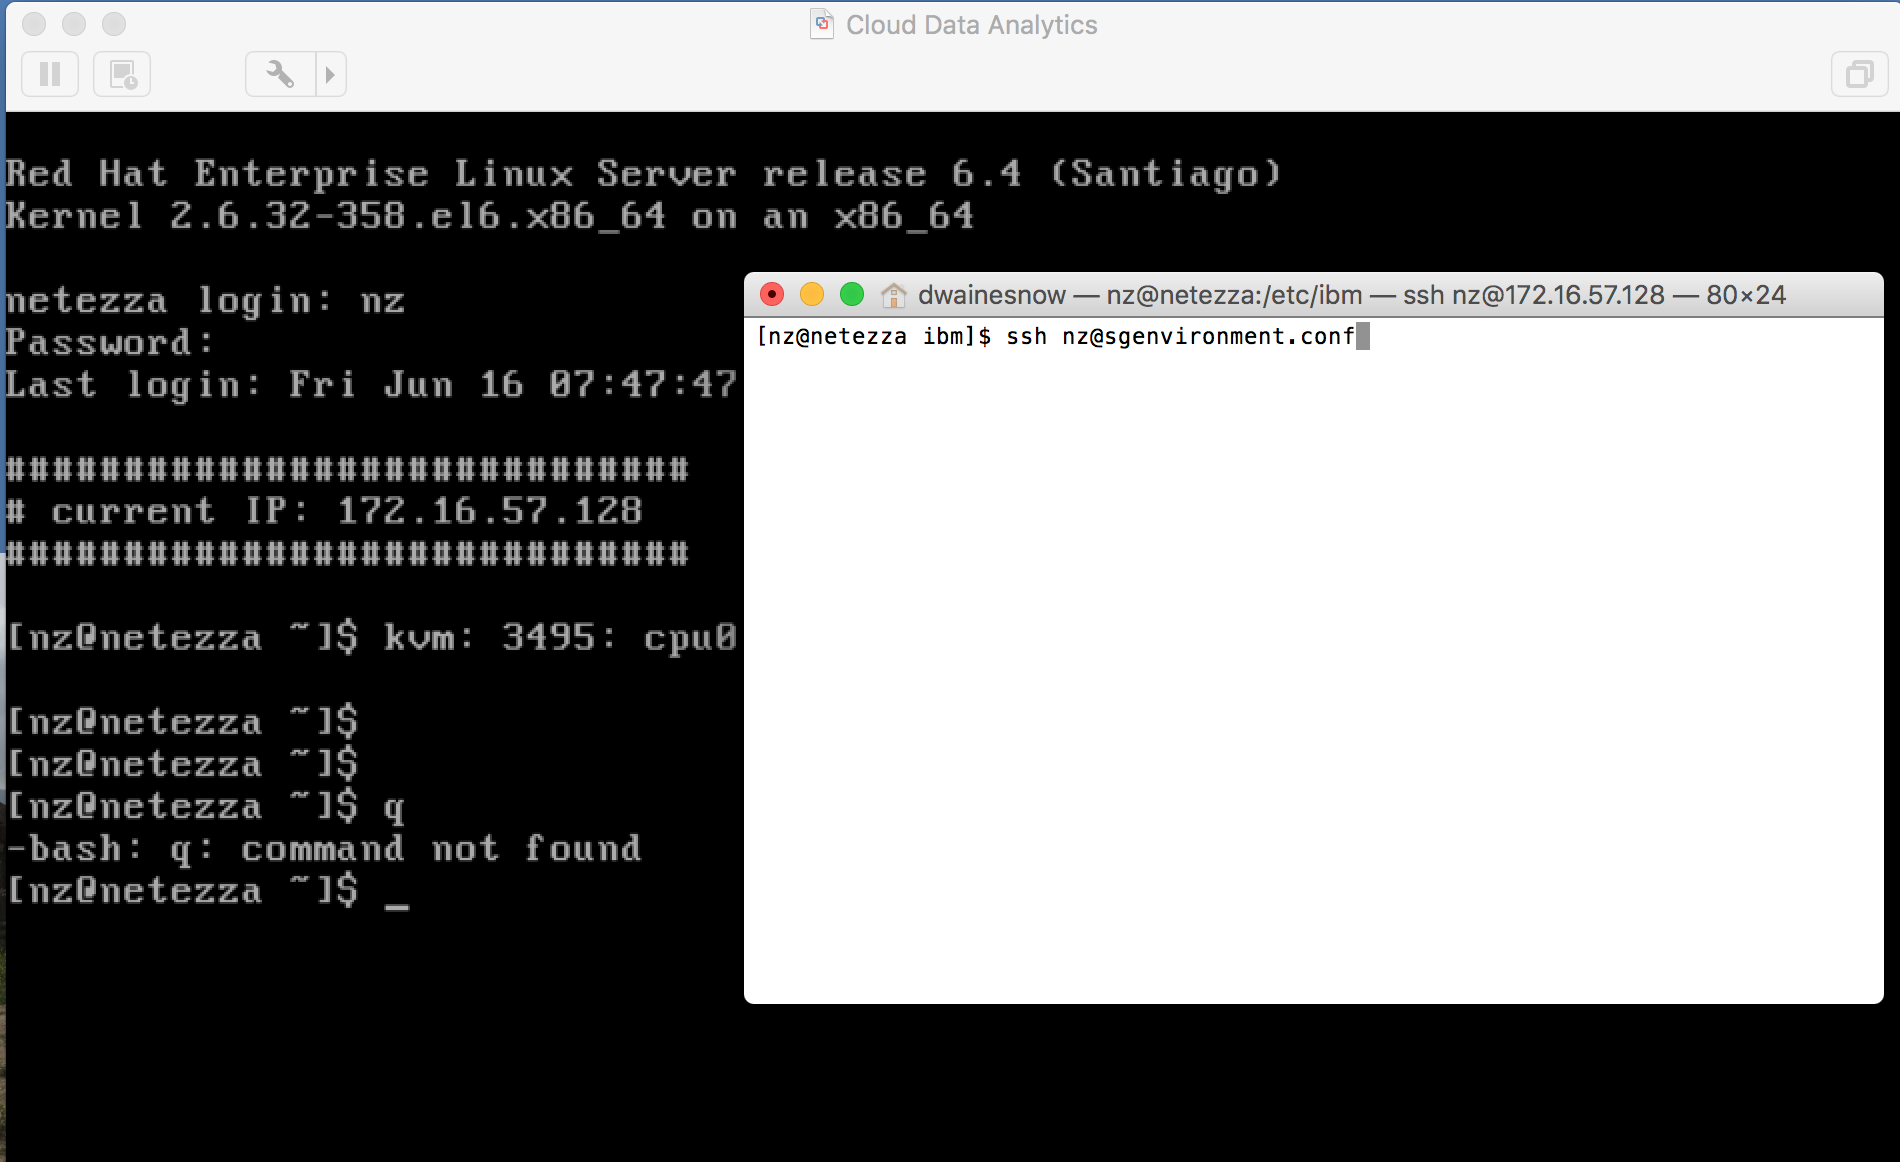 Cloud Data Analytics
Red Hat Enterprise Linux Server release 6.4 (Santiago)
Kernel 2.6.32-358.el6.x86_64 on an x86_64
netezza login: nz
Password:
Last login: Fri Jun 16 07:47:47
#############################
# current IP: 172.16.57.128
#############################
[nz@netezza ~]$ kvm: 3495: cpu0
[nz@netezza ~]$
[nz@netezza ~]$
[nz@netezza ~]$ q
-bash: q: command not found
[nz@netezza ~]$ _
dwainesnow — nz@netezza:/etc/ibm — ssh nz@172.16.57.128 — 80×24
[nz@netezza ibm]$ ssh nz@sgenvironment.conf